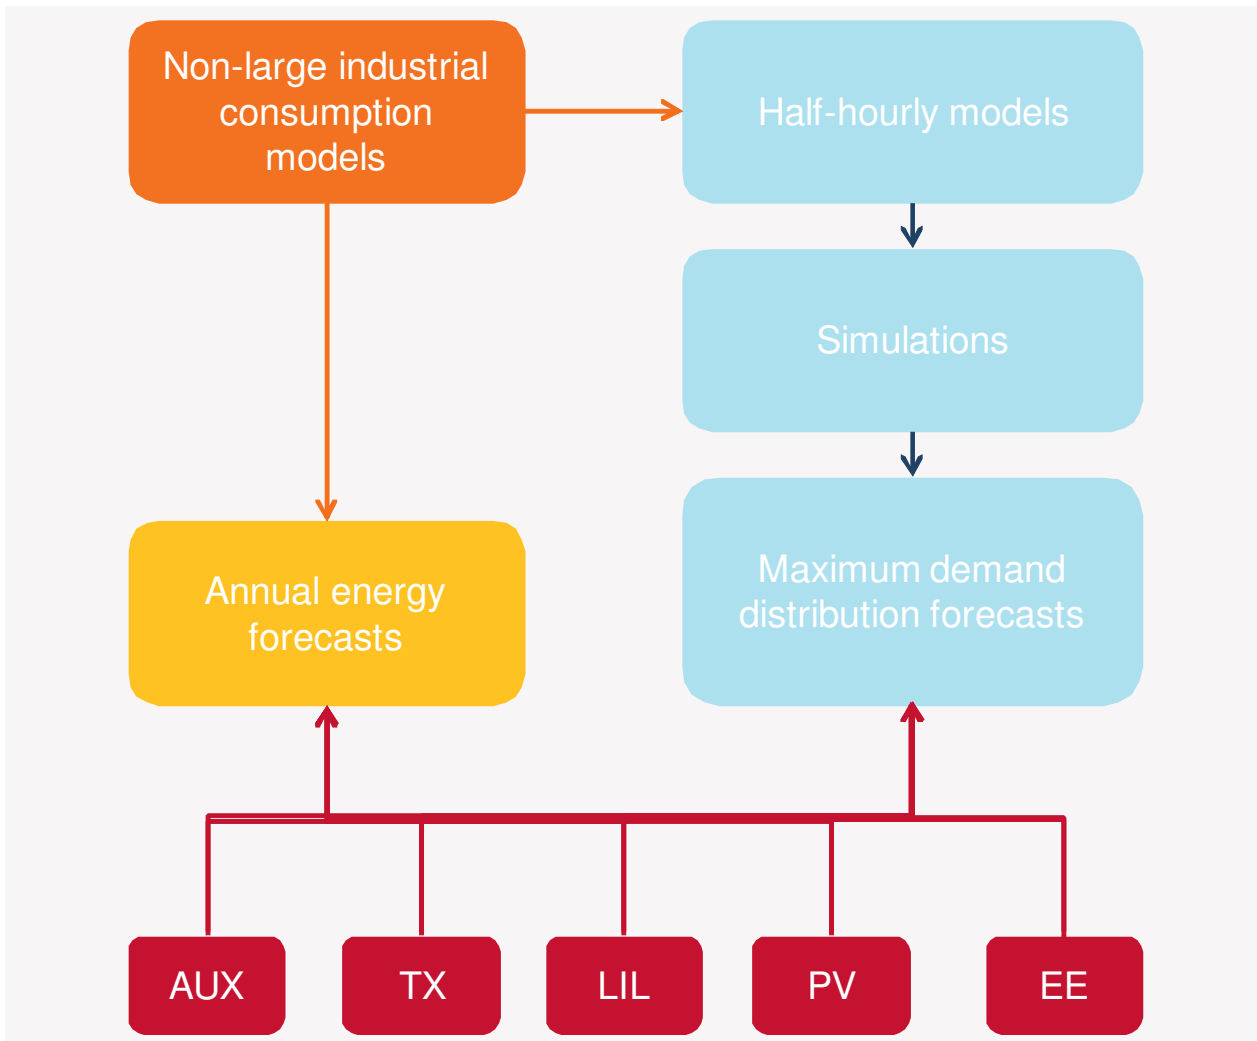 Non-large industrial
consumption
models
Half-hourly models
Simulations
Annual energy
forecasts
Maximum demand
distribution forecasts
AUX
TX
LIL
PV
EE